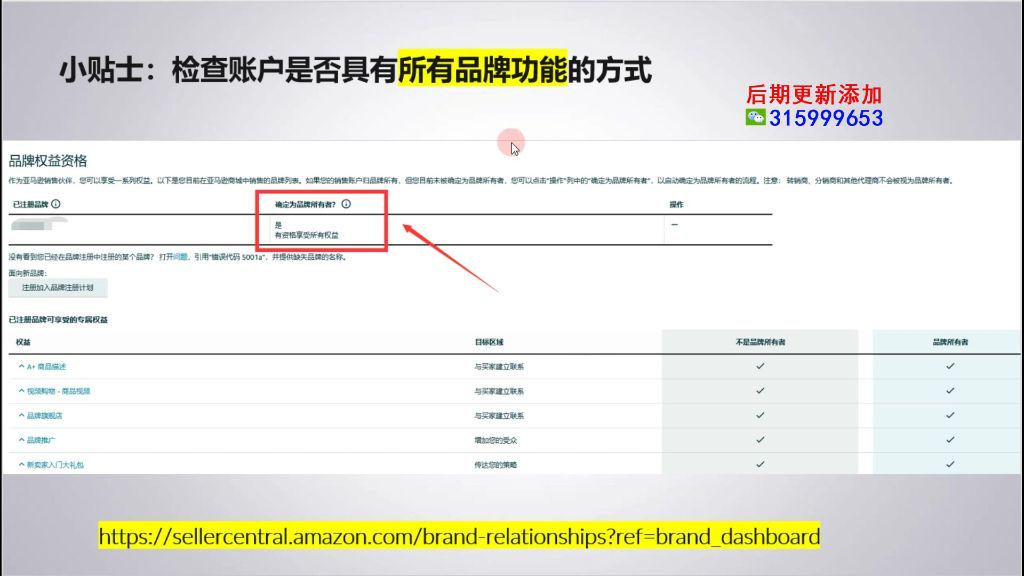 小贴士：检查账户是否具有所有品牌功能的方式
后期更新添加
315999653
品牌权益资格
作为亚马逊销售伙伴，您可以享受一系列权益。以下是您目前在亚马逊商城中销售的品牌列表。如果您的销售账户归品牌所有，但您目前未被确定为品牌所有者，您可以点击"操作"列中的"确定为品牌所有者"，以启动确定为品牌所有者的流程。注意： 转销商、分销商和其他代理商不会被视为品牌所有者。
已注册品牌 确定为品牌所有者？ 操作
是 —
有资格享受所有权益
没有看到您已经在品牌注册中注册的某个品牌？ 打开问题，引用"错误代码 5001a"，并提供缺失品牌的名称。
面向新品牌：
注册加入品牌注册计划
已注册品牌可享受的专属权益
权益 目标区域 不是品牌所有者 品牌所有者
A+ 商品描述 与买家建立联系
视频购物 - 商品视频 与买家建立联系
品牌旗舰店 与买家建立联系
品牌推广 增加您的受众
新卖家入门大礼包 传达您的策略
https://sellercentral.amazon.com/brand-relationships?ref=brand_dashboard